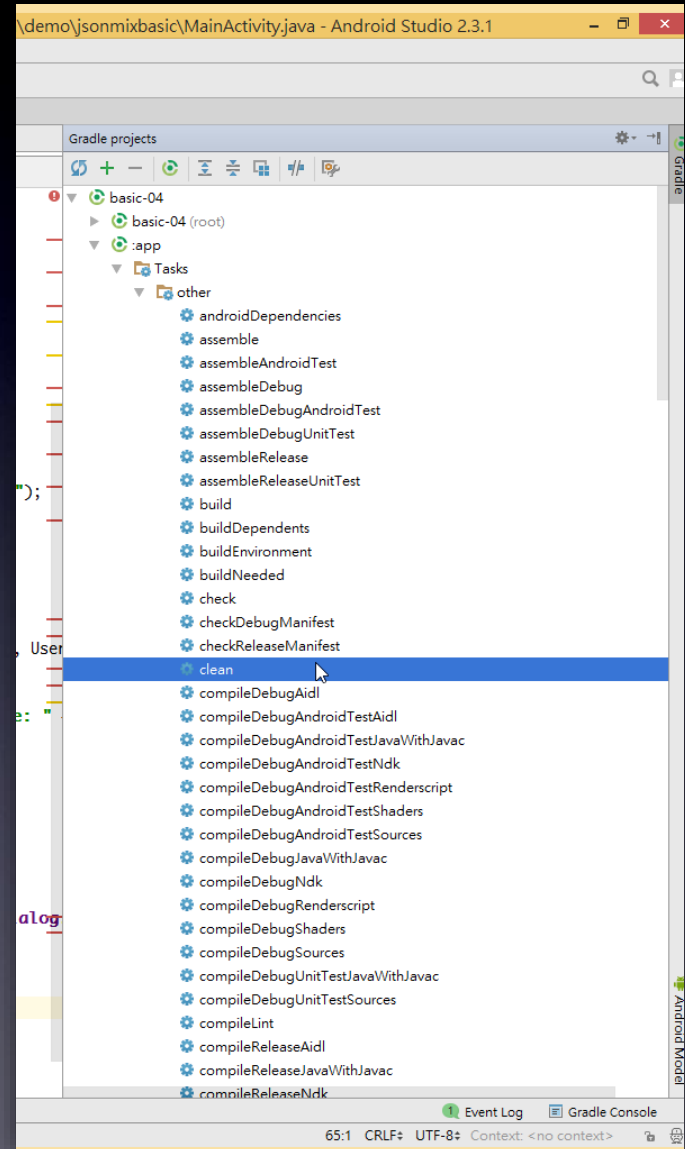 \demo\jsonmixbasic\MainActivity.java - Android Studio 2.3.1
Gradle projects
Gradle
basic-04
basic-04 (root)
:app
Tasks
other
androidDependencies
assemble
assembleAndroidTest
assembleDebug
assembleDebugAndroidTest
assembleDebugUnitTest
assembleRelease
assembleReleaseUnitTest
");
build
buildDependents
buildEnvironment
buildNeeded
check
checkDebugManifest
, User
checkReleaseManifest
clean
compileDebugAidl
e: "
compileDebugAndroidTestAidl
compileDebugAndroidTestJavaWithJavac
compileDebugAndroidTestNdk
compileDebugAndroidTestRenderscript
compileDebugAndroidTestShaders
compileDebugAndroidTestSources
compileDebugJavaWithJavac
compileDebugNdk
compileDebugRenderscript
alog
compileDebugShaders
compileDebugSources
compileDebugUnitTestJavaWithJavac
compileDebugUnitTestSources
compileLint
compileReleaseAidl
compileReleaseJavaWithJavac
compileReleaseNdk
Android Model
1 Event Log
Gradle Console
65:1 CRLF÷ UTF-8÷ Context: <no context>